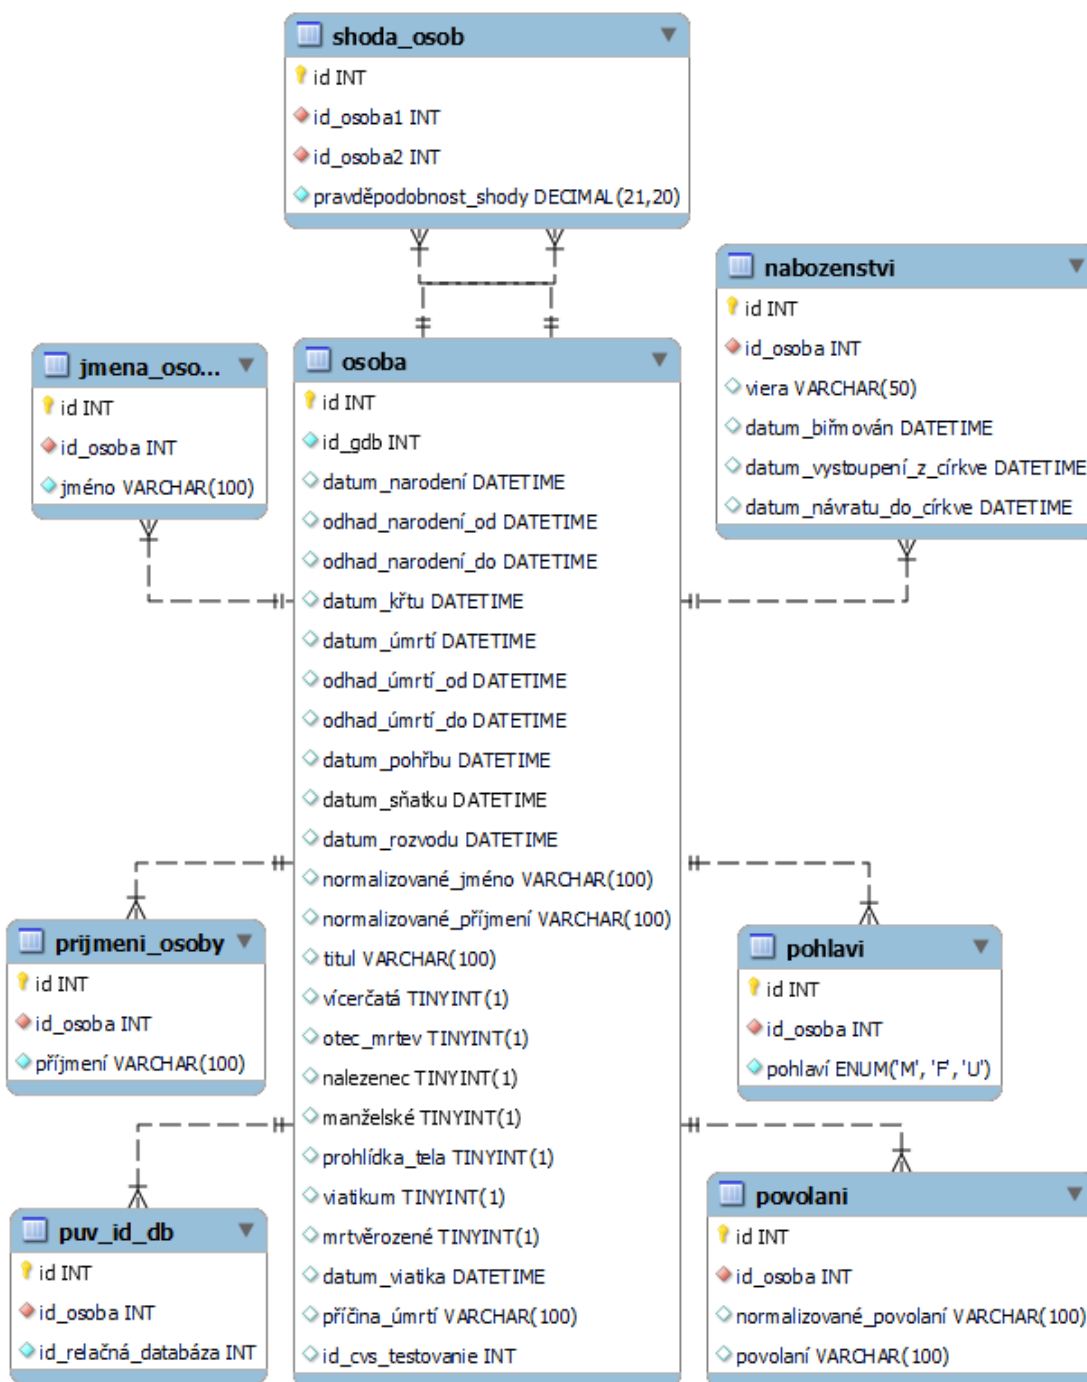 shoda_osob
id INT
id_osoba1 INT
id_osoba2 INT
pravděpodobnost_shody DECIMAL(21,20)
nabozenstvi
id INT
id_osoba INT
viera VARCHAR(50)
datum_biřmován DATETIME
datum_vystoupení_z_církve DATETIME
datum_návratu_do_církve DATETIME
jmena_oso...
id INT
id_osoba INT
jméno VARCHAR(100)
osoba
id INT
id_gdb INT
datum_narodení DATETIME
odhad_narodení_od DATETIME
odhad_narodení_do DATETIME
datum_křtu DATETIME
datum_úmrtí DATETIME
odhad_úmrtí_od DATETIME
odhad_úmrtí_do DATETIME
datum_pohřbu DATETIME
datum_sňatku DATETIME
datum_rozvodu DATETIME
normalizované_jméno VARCHAR(100)
normalizované_příjmení VARCHAR(100)
titul VARCHAR(100)
vícerčatá TINYINT(1)
otec_mrtev TINYINT(1)
nalezenec TINYINT(1)
manželské TINYINT(1)
prohlídka_tela TINYINT(1)
viatikum TINYINT(1)
mrtvěrozené TINYINT(1)
datum_viatika DATETIME
příčina_úmrtí VARCHAR(100)
id_cvs_testovanie INT
prijmeni_osoby
id INT
id_osoba INT
příjmení VARCHAR(100)
pohlavi
id INT
id_osoba INT
pohlaví ENUM('M', 'F', 'U')
puv_id_db
id INT
id_osoba INT
id_relačná_databáza INT
povolani
id INT
id_osoba INT
normalizované_povolaní VARCHAR(100)
povolaní VARCHAR(100)